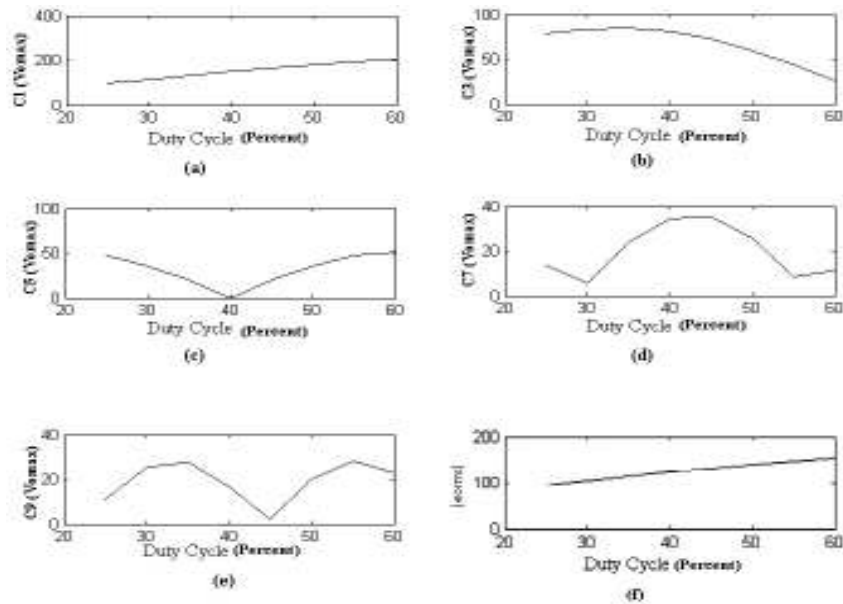 400
200
0
20 30 40 50 60
C1 (Vomax)
Duty Cycle (Percent)
(a)
100
50
0
20 30 40 50 60
C3 (Vomax)
Duty Cycle (Percent)
(b)
100
50
0
20 30 40 50 60
C5 (Vomax)
Duty Cycle (Percent)
(c)
40
20
0
20 30 40 50 60
C7 (Vomax)
Duty Cycle (Percent)
(d)
40
20
0
20 30 40 50 60
C9 (Vomax)
Duty Cycle (Percent)
(e)
200
100
0
20 30 40 50 60
Duty Cycle (Percent)
(f)